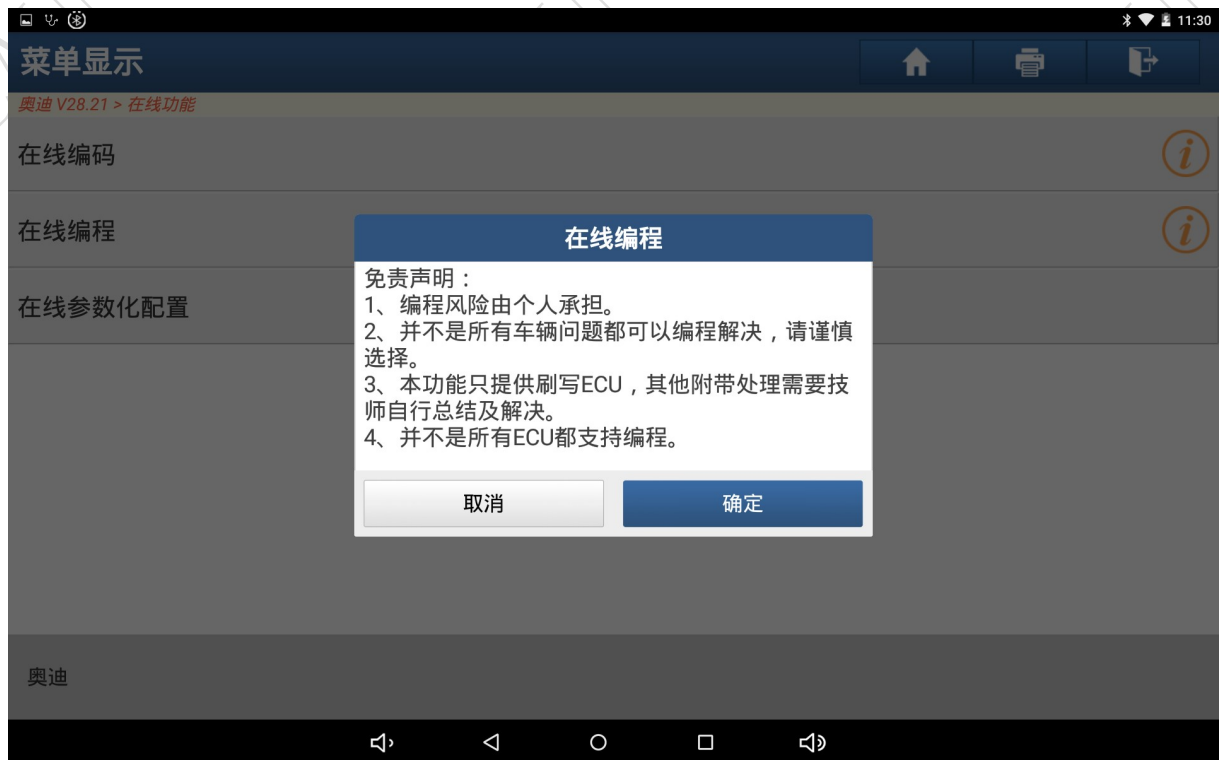 11:30
菜单显示
奥迪 V28.21 > 在线功能
在线编码
在线编程
在线参数化配置
在线编程
免责声明：
1、编程风险由个人承担。
2、并不是所有车辆问题都可以编程解决，请谨慎
选择。
3、本功能只提供刷写ECU，其他附带处理需要技
师自行总结及解决。
4、并不是所有ECU都支持编程。
取消
确定
奥迪